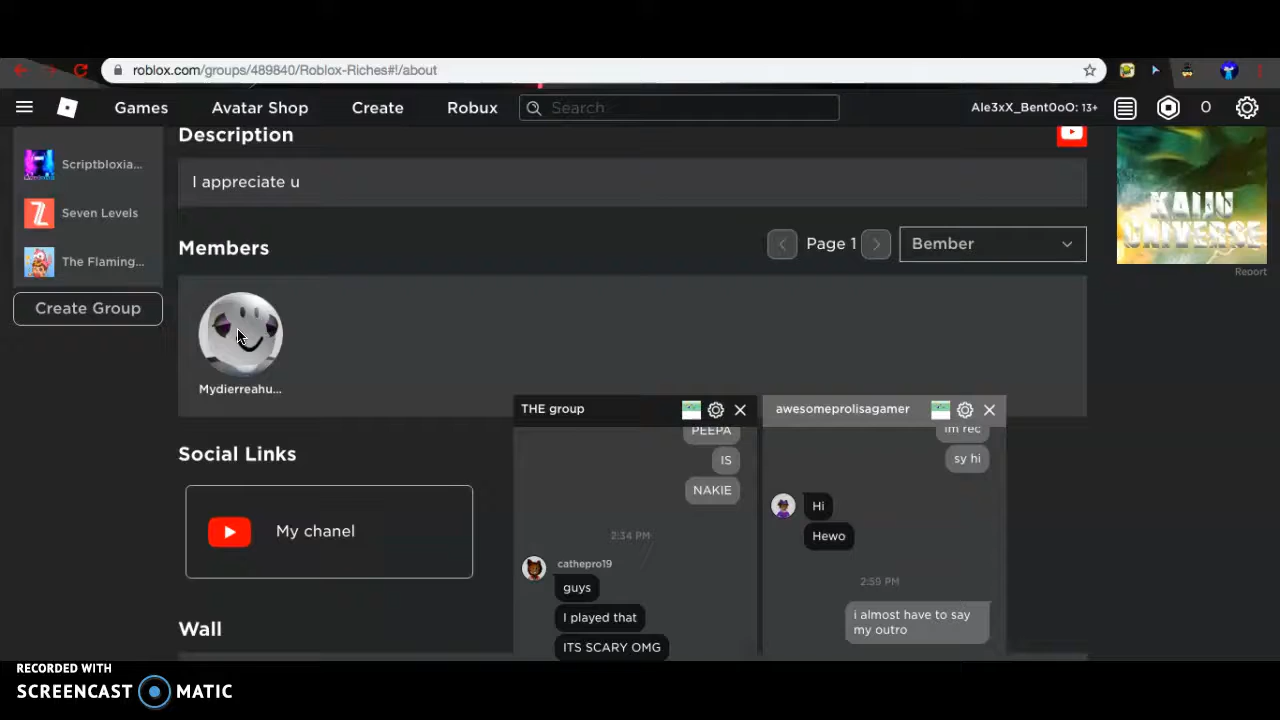 roblox.com/groups/489840/Roblox-Riches#!/about
Games
Avatar Shop
Create
Robux
Search
Ale3xX_Bent0oO: 13+
0
Description
Scriptbloxia...
Seven Levels
The Flaming...
Create Group
I appreciate u
Members
Page 1
Bember
KAIJU
UNIVERSE
Report
Mydierreahu...
Social Links
My chanel
Wall
THE group
PEEPA
IS
NAKIE
2:34 PM
cathepro19
guys
I played that
ITS SCARY OMG
awesomeprolisagamer
im rec
sy hi
Hi
Hewo
2:59 PM
i almost have to say
my outro
RECORDED WITH
SCREENCAST MATIC